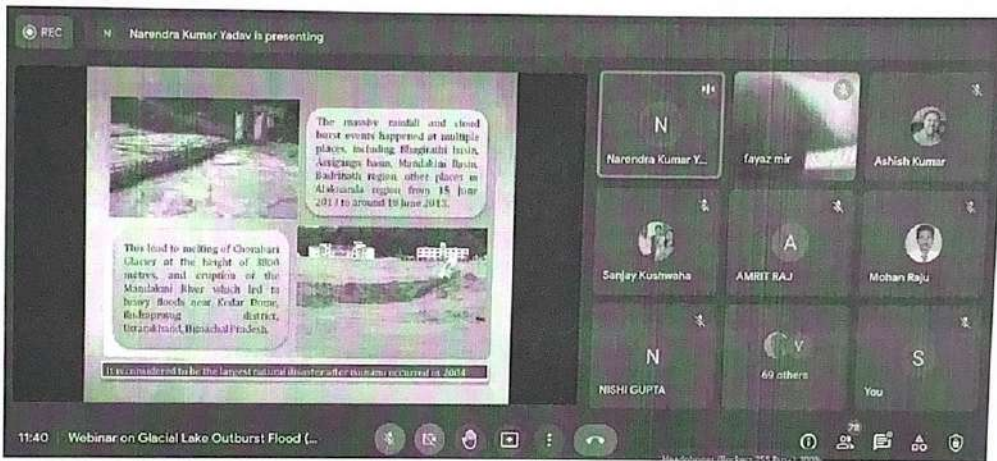 REC
N Narendra Kumar Yadav is presenting
The massive rainfall and cloud
burst events happened at multiple
places, including Bhagirathi basin,
basin, Mandakini Basin,
Badrinath region, other places in
Alaknanda region from 15 June
to around 19 June 2013.
This lead to melting of Chorabari
Glacier at the height of
metres, and eruption of the
Mandakini River which led to
heavy floods near Kedar Dome,
district,
Uttarakhand, Himachal Pradesh.
It is considered to be the largest natural disaster after tsunami occurred in 2004
N
Narendra Kumar Y...
fayaz mir
Ashish Kumar
Sanjay Kushwaha
A
AMRIT RAJ
Mohan Raju
N
NISHI GUPTA
V
69 others
S
You
11:40 Webinar on Glacial Lake Outburst Flood (...
78